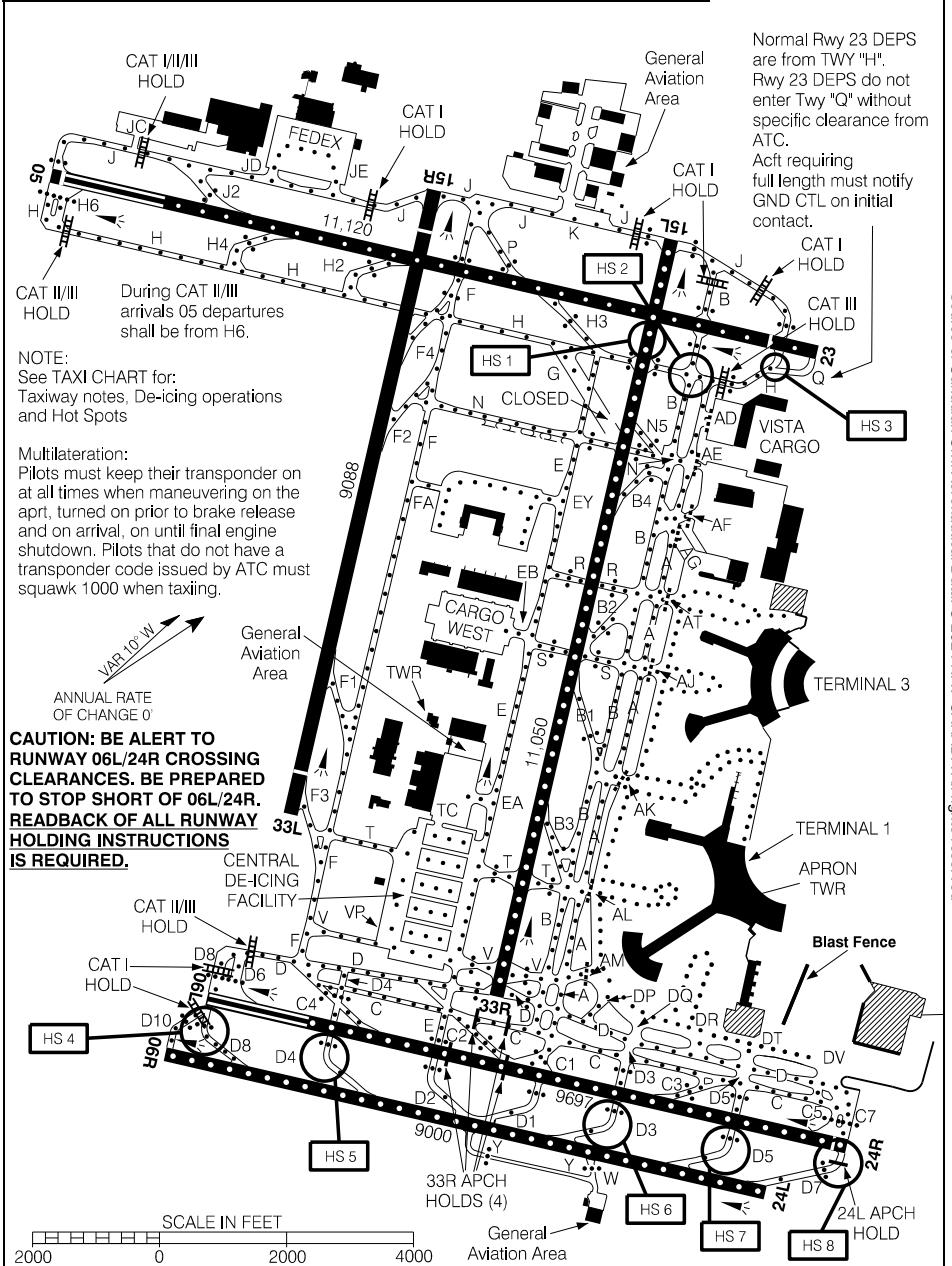 Normal Rwy 23 DEPS
are from TWY "H".
Rwy 23 DEPS do not
enter Twy "Q" without
specific clearance from
ATC.
Acft requiring
full length must notify
GND CTL on initial
contact.
CAT I/II/III
HOLD
General
Aviation
Area
CAT I
HOLD
FEDEX
JC
J
JD
JE
J2
J
J
15R
05
H
H6
11,120
J
K
J
CAT I
HOLD
15L
J
CAT I
HOLD
HS 2
P
B
CAT III
HOLD
H
H4
H2
H
F
H
H3
23
Q
H
CAT II/III
HOLD
During CAT II/III
arrivals 05 departures
shall be from H6.
HS 1
HS 3
NOTE:
See TAXI CHART for:
Taxiway notes, De-icing operations
and Hot Spots
F4
G
CLOSED
B
AD
VISTA
CARGO
N
N5
N
AE
F2
F
E
Multilateration:
Pilots must keep their transponder on
at all times when maneuvering on the
aprt, turned on prior to brake release
and on arrival, on until final engine
shutdown. Pilots that do not have a
transponder code issued by ATC must
squawk 1000 when taxiing.
9088
FA
EY
B4
AF
B
A
AG
EB
R
R
B2
AT
CARGO
WEST
A
S
S
AJ
TERMINAL 3
VAR 10° W
ANNUAL RATE
OF CHANGE 0'
General
Aviation
Area
TWR
F1
E
B1
B
A
11,050
CAUTION: BE ALERT TO
RUNWAY 06L/24R CROSSING
CLEARANCES. BE PREPARED
TO STOP SHORT OF 06L/24R.
READBACK OF ALL RUNWAY
HOLDING INSTRUCTIONS
IS REQUIRED.
F3
33L
TC
EA
AK
B3
B
A
TERMINAL 1
T
F
T
CENTRAL
DE-ICING
FACILITY
APRON
TWR
AL
CAT II/III
HOLD
V
VP
V
B
A
V
AM
Blast Fence
F
D8
D6
D
D
D4
33R
A
D
DP
DQ
DR
DT
DV
CAT I
HOLD
06L
C4
C
E
C2
C
D
C
C1
D3
C3
D5
D
C
C5
C7
D10
D8
06R
HS 4
D4
9697
24R
D2
D1
D3
D5
D7
9000
HS 5
Y
Y
W
24L
33R APCH
HOLDS (4)
HS 6
HS 7
HS 8
24L APCH
HOLD
General
Aviation Area
SCALE IN FEET
2000
0
2000
4000